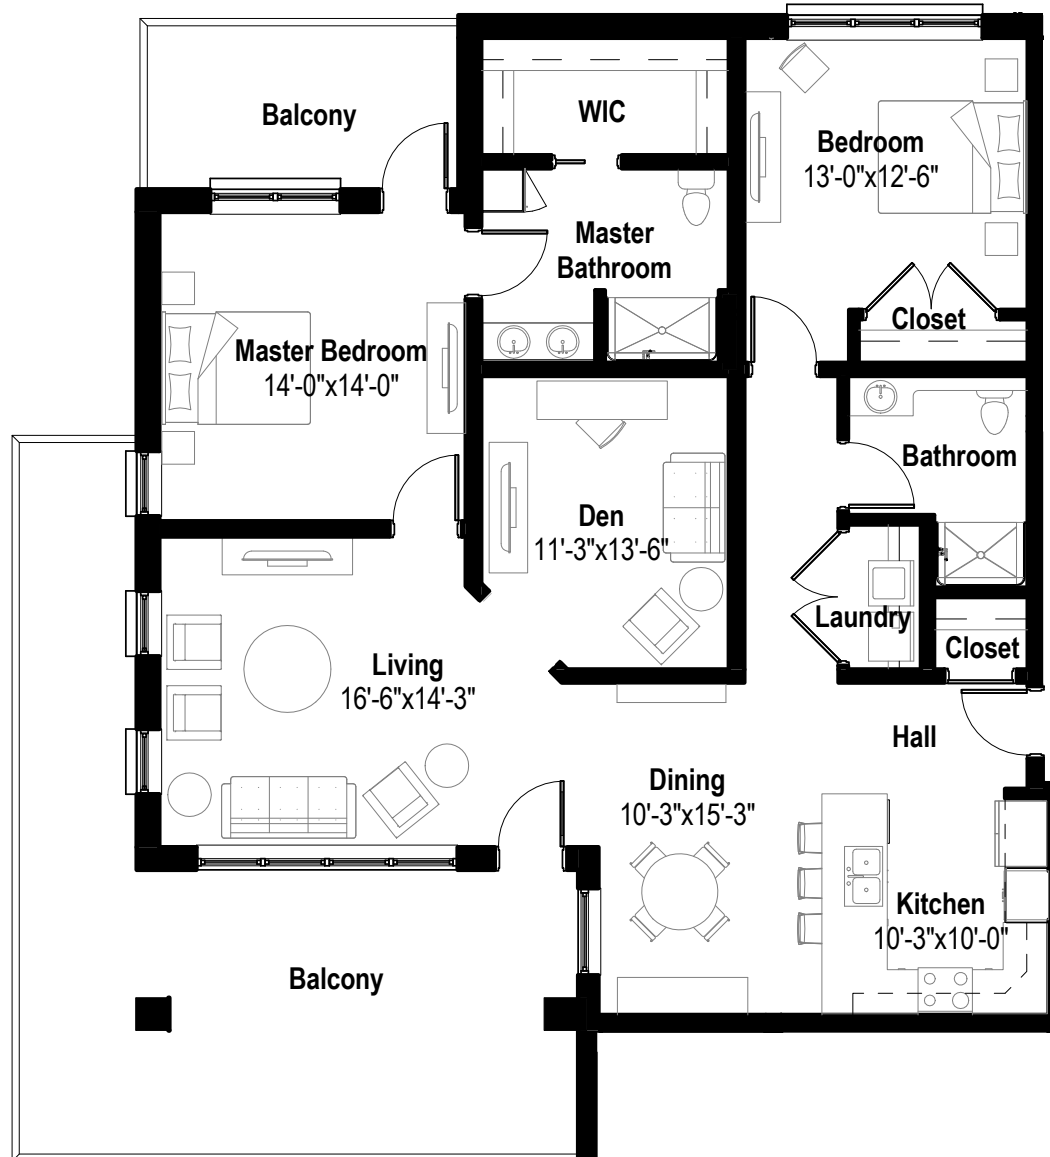 Balcony
WIC
Bedroom
13'-0"x12'-6"
Master
Bathroom
Closet
Master Bedroom
14'-0"x14'-0"
Bathroom
Den
11'-3"x13'-6"
Laundry
Closet
Living
16'-6"x14'-3"
Hall
Dining
10'-3"x15'-3"
Kitchen
10'-3"x10'-0"
Balcony